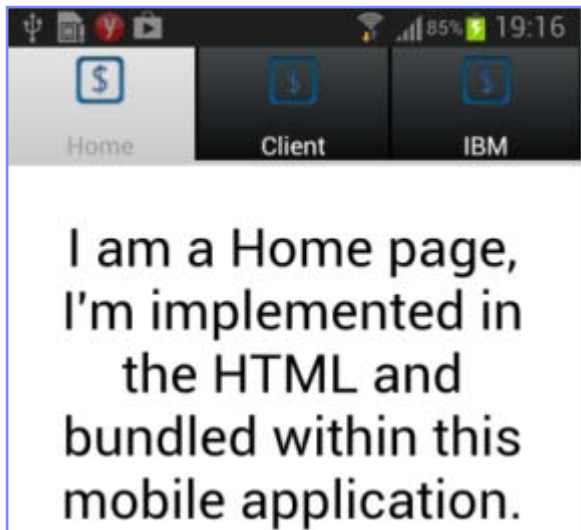 85% 19:16
$ $ $
Home Client IBM
I am a Home page,
I'm implemented in
the HTML and
bundled within this
mobile application.